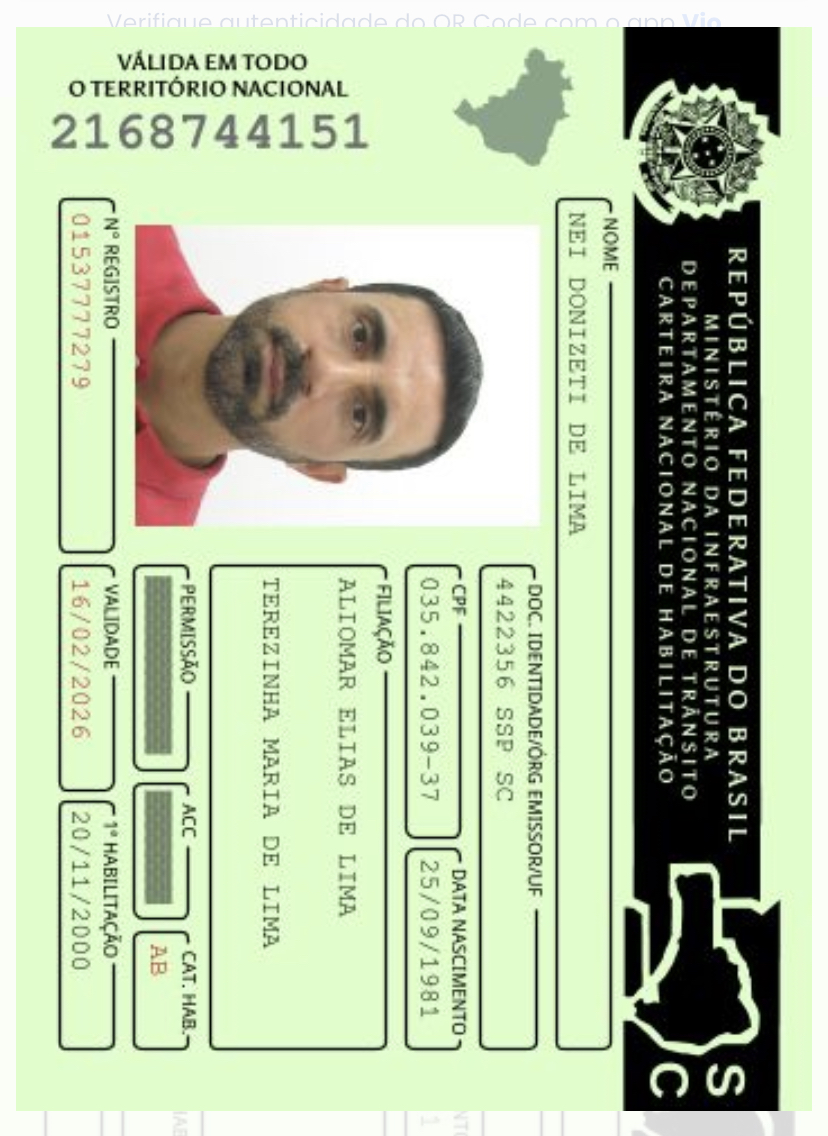 Verifique autenticidade do QR Code com o app Vio
REPÚBLICA FEDERATIVA DO BRASIL
MINISTÉRIO DA INFRAESTRUTURA
DEPARTAMENTO NACIONAL DE TRÂNSITO
CARTEIRA NACIONAL DE HABILITAÇÃO
SC
NOME
NEI DONIZETI DE LIMA
DOC. IDENTIDADE/ÓRG EMISSOR/UF
4422356 SSP SC
CPF
035.842.039-37
DATA NASCIMENTO
25/09/1981
FILIAÇÃO
ALIOMAR ELIAS DE LIMA
TEREZINHA MARIA DE LIMA
PERMISSÃO
ACC
CAT. HAB.
AB
Nº REGISTRO
01537777279
VALIDADE
16/02/2026
1ª HABILITAÇÃO
20/11/2000
VÁLIDA EM TODO
O TERRITÓRIO NACIONAL
2168744151